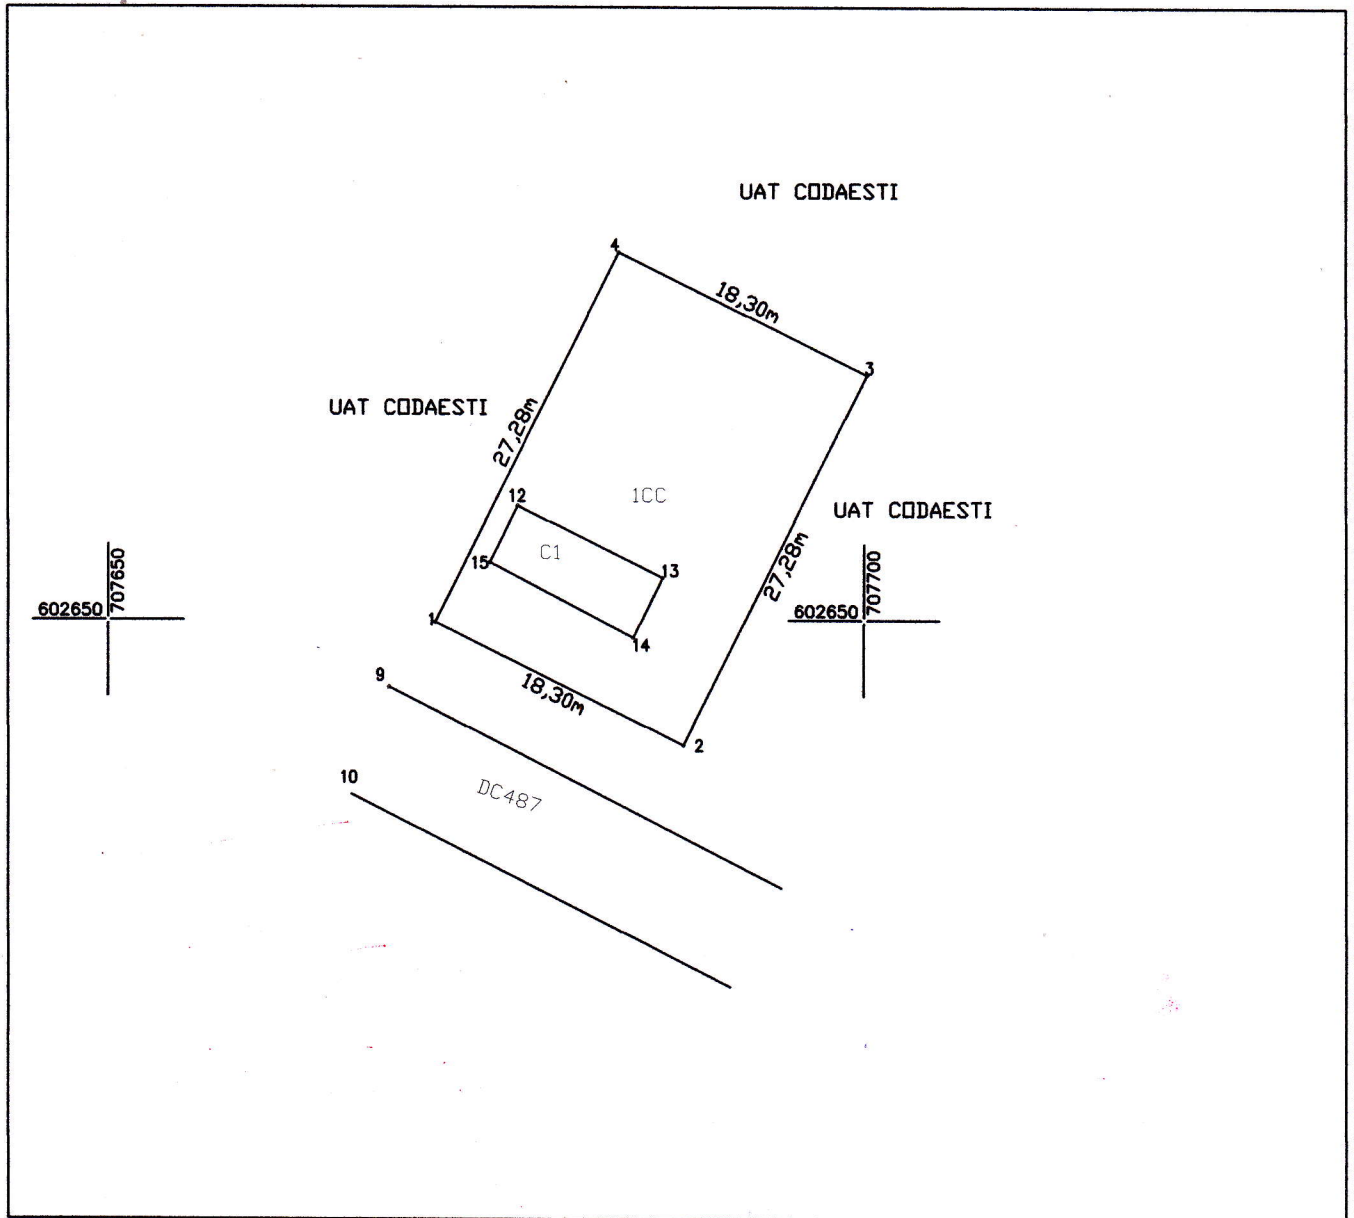 UAT CODAESTI
4
18,30m
3
UAT CODAESTI
27,28m
12
1CC
UAT CODAESTI
C1
15
13
27,28m
707650
602650
707700
602650
1
14
9
18,30m
2
10
DC487